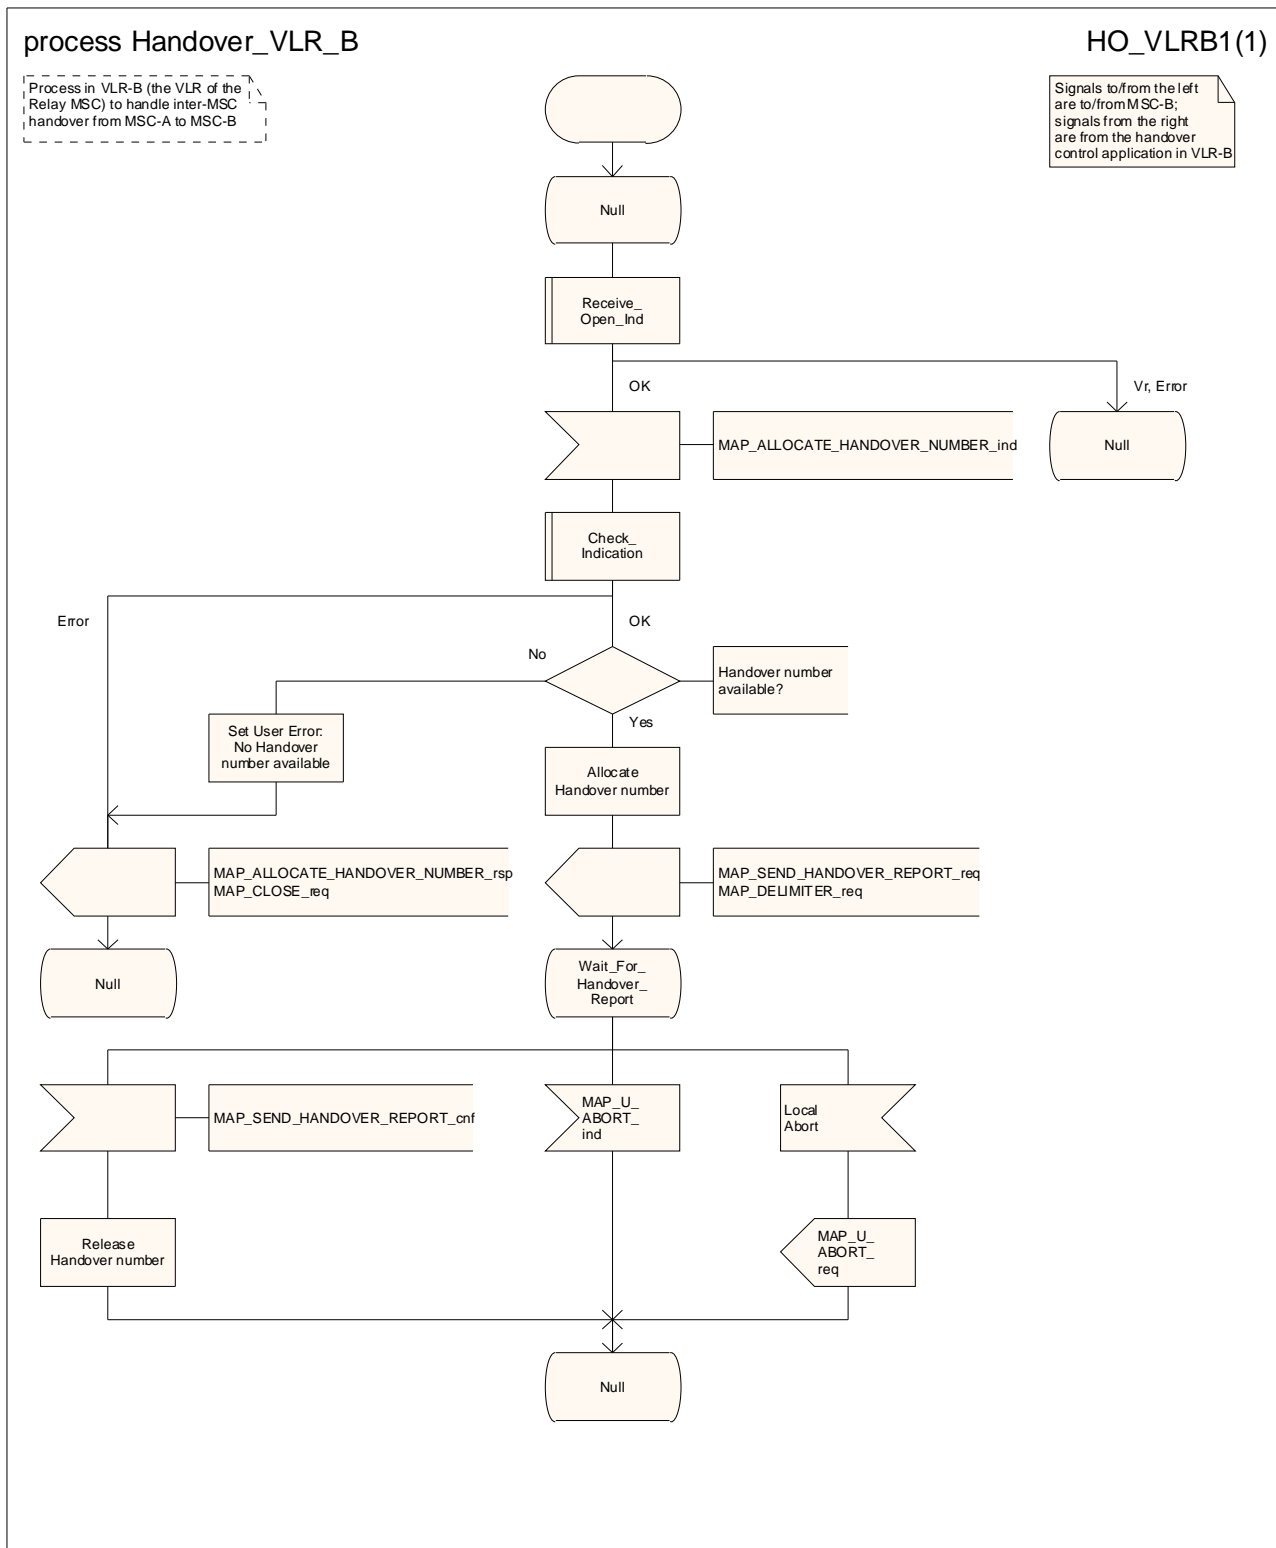 process Handover_VLR_B
HO_VLRB1(1)
Process in VLR-B (the VLR of the
Relay MSC) to handle inter-MSC
handover from MSC-A to MSC-B
Signals to/from the left
are to/from MSC-B;
signals from the right
are from the handover
control application in VLR-B
Null
Receive_
Open_Ind
OK
Vr, Error
MAP_ALLOCATE_HANDOVER_NUMBER_ind
Null
Check_
Indication
Error
OK
No
Handover number
available?
Yes
Set User Error:
No Handover
number available
Allocate
Handover number
MAP_ALLOCATE_HANDOVER_NUMBER_rsp
MAP_CLOSE_req
MAP_SEND_HANDOVER_REPORT_req
MAP_DELIMITER_req
Null
Wait_For_
Handover_
Report
MAP_SEND_HANDOVER_REPORT_cnf
MAP_U_
ABORT_
ind
Local
Abort
Release
Handover number
MAP_U_
ABORT_
req
Null